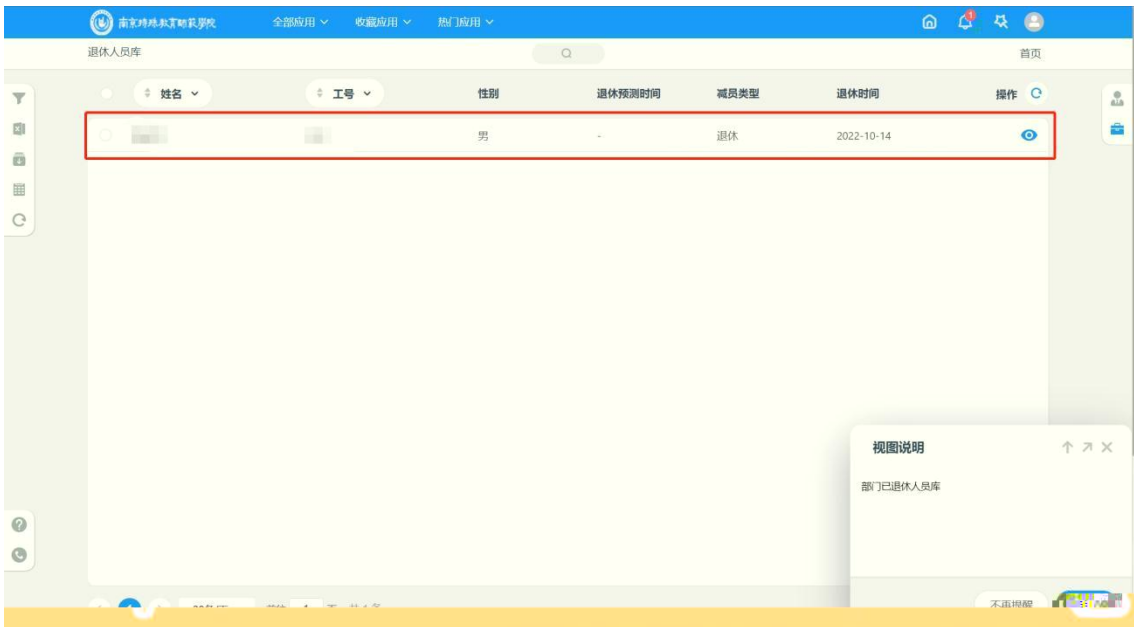 南京特殊教育师范学院 全部应用 收藏应用 热门应用 1
退休人员库 首页
姓名 工号 性别 退休预测时间 减员类型 退休时间 操作
男 - 退休 2022-10-14
视图说明
部门已退休人员库
不再提醒